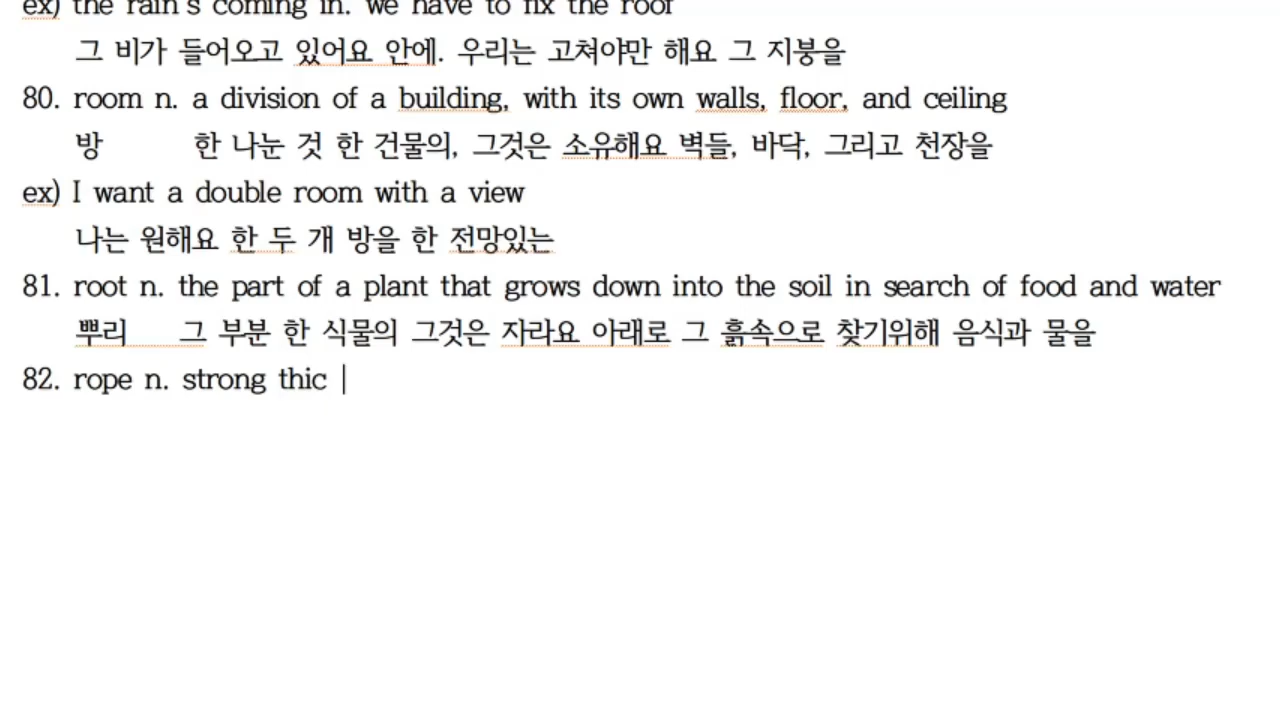 ex) the rain's coming in. we have to fix the roof
그 비가 들어오고 있어요 안에. 우리는 고쳐야만 해요 그 지붕을
80. room n. a division of a building, with its own walls, floor, and ceiling
방 한 나눈 것 한 건물의, 그것은 소유해요 벽들, 바닥, 그리고 천장을
ex) I want a double room with a view
나는 원해요 한 두 개 방을 한 전망있는
81. root n. the part of a plant that grows down into the soil in search of food and water
뿌리 그 부분 한 식물의 그것은 자라요 아래로 그 흙속으로 찾기위해 음식과 물을
82. rope n. strong thic